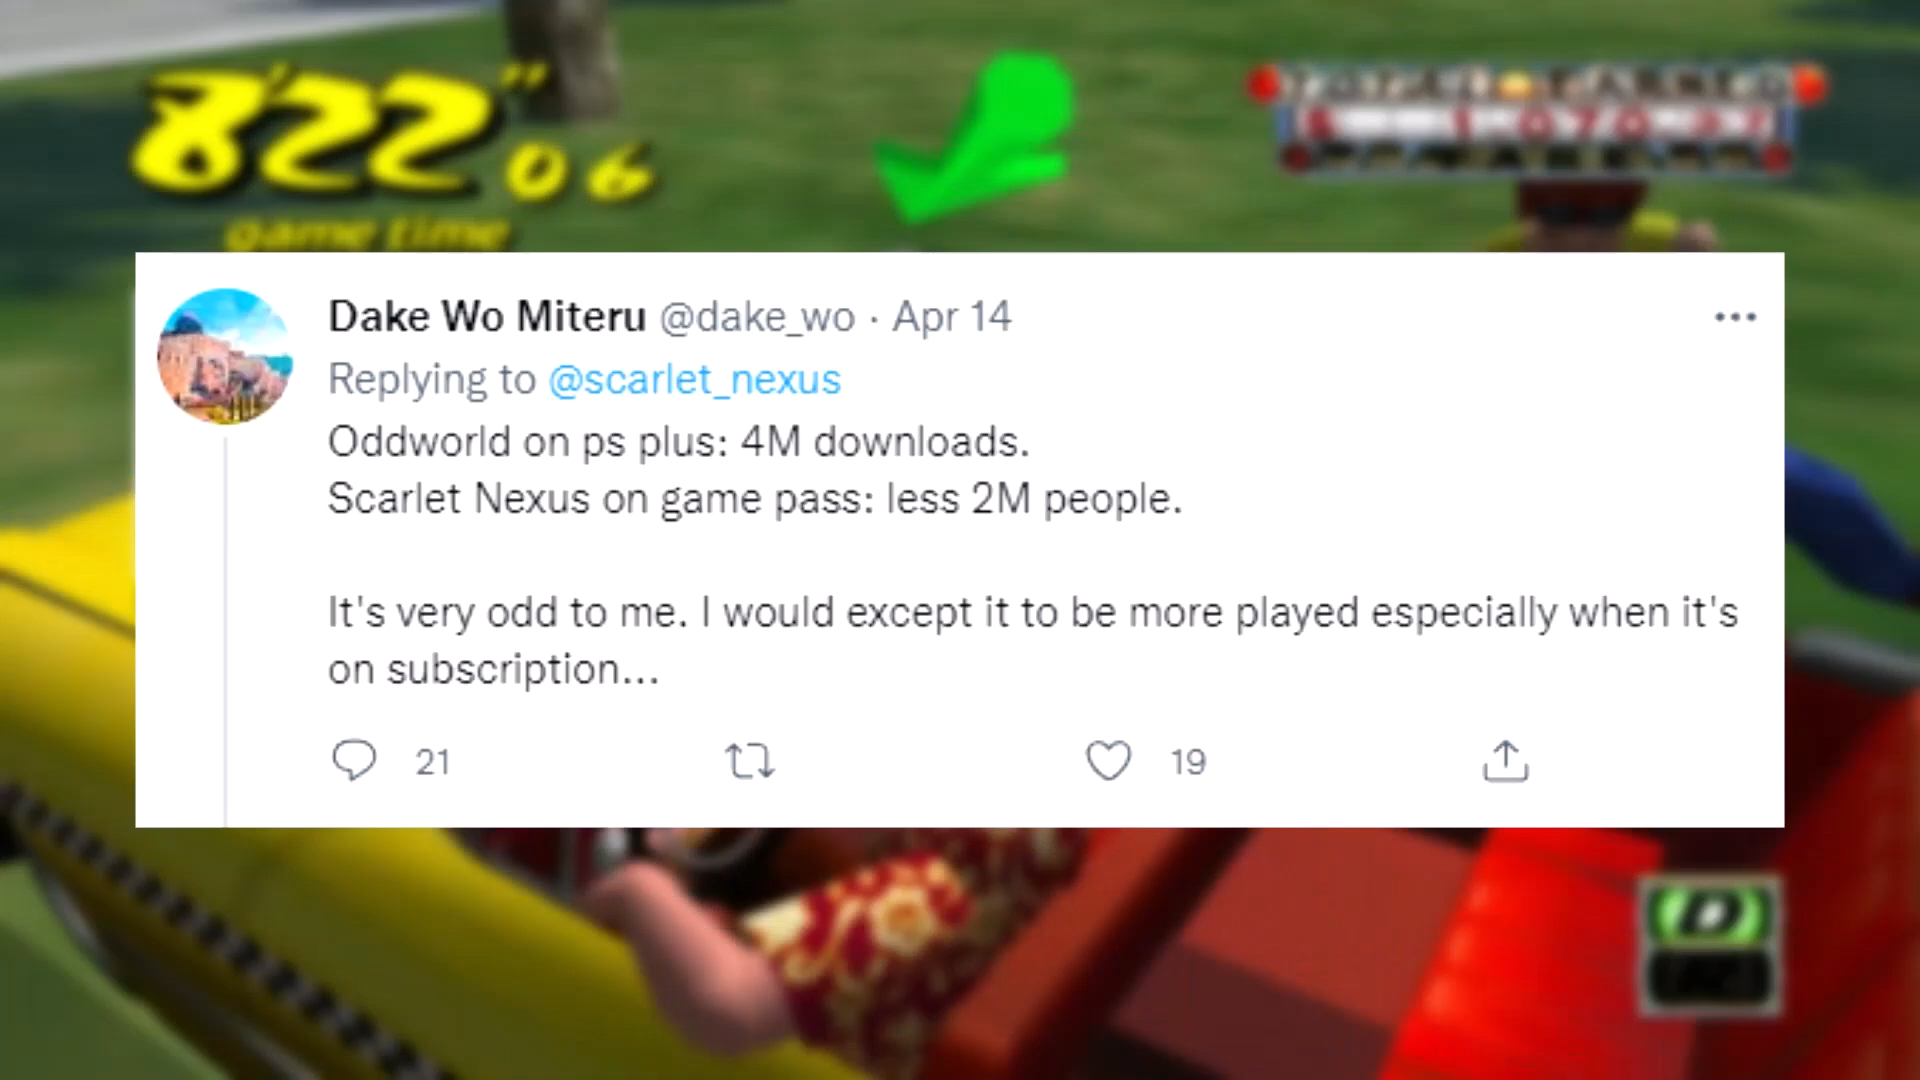 8'22"06
game time
Dake Wo Miteru @dake_wo · Apr 14
Replying to @scarlet_nexus
Oddworld on ps plus: 4M downloads.
Scarlet Nexus on game pass: less 2M people.
It's very odd to me. I would except it to be more played especially when it's
on subscription...
21 19
D